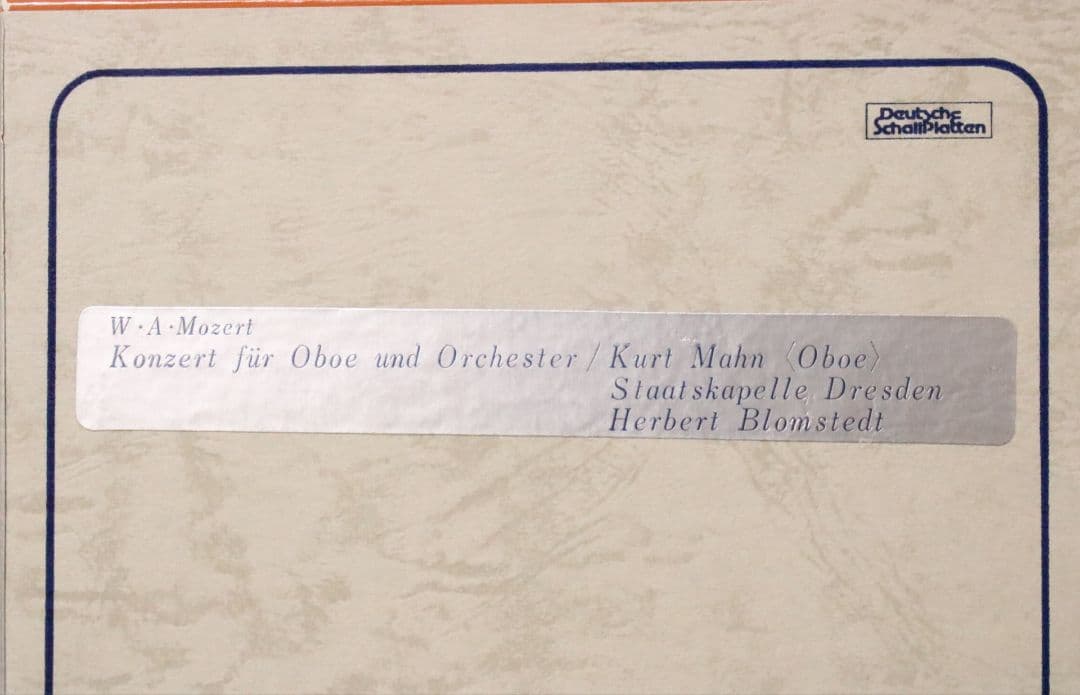 Deutsche
SchallPlatten
W·A·Mozert
Konzert für Oboe und Orchester / Kurt Mahn 〈Oboe〉
Staatskapelle Dresden
Herbert Blomstedt